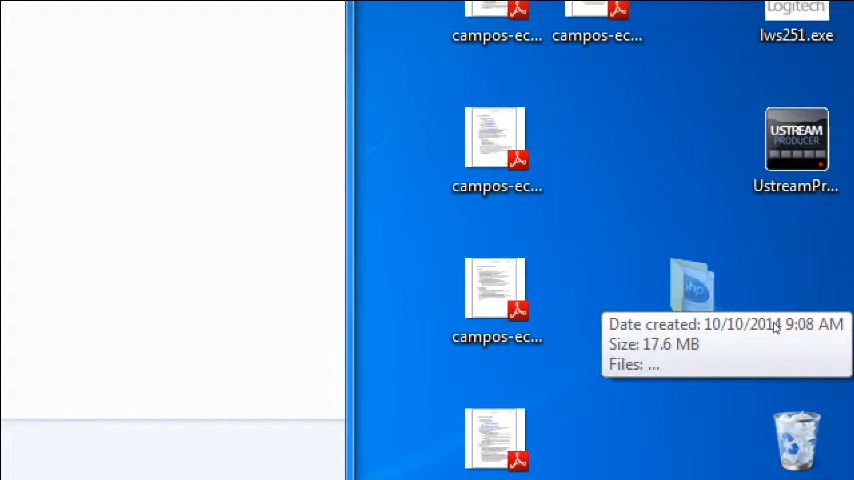 Logitech
campos-ec...
campos-ec...
lws251.exe
USTREAM
PRODUCER
campos-ec...
UstreamPr...
php
campos-ec...
Date created: 10/10/2014 9:08 AM
Size: 17.6 MB
Files: ...